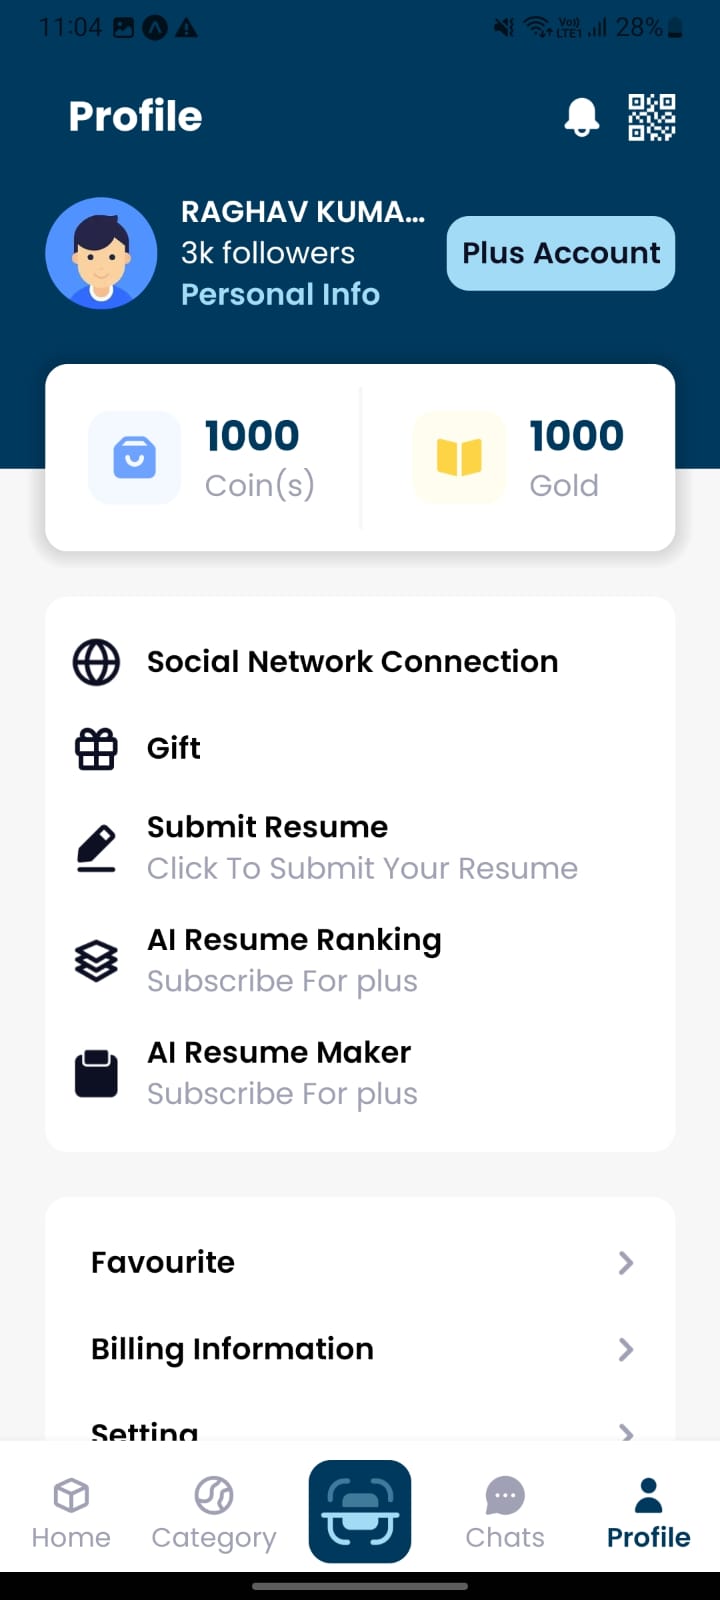 11:04
Vo))
LTE1
28%
Profile
RAGHAV KUMA...
3k followers
Personal Info
Plus Account
1000
Coin(s)
1000
Gold
Social Network Connection
Gift
Submit Resume
Click To Submit Your Resume
AI Resume Ranking
Subscribe For plus
AI Resume Maker
Subscribe For plus
Favourite
Billing Information
Setting
Home
Category
Chats
Profile